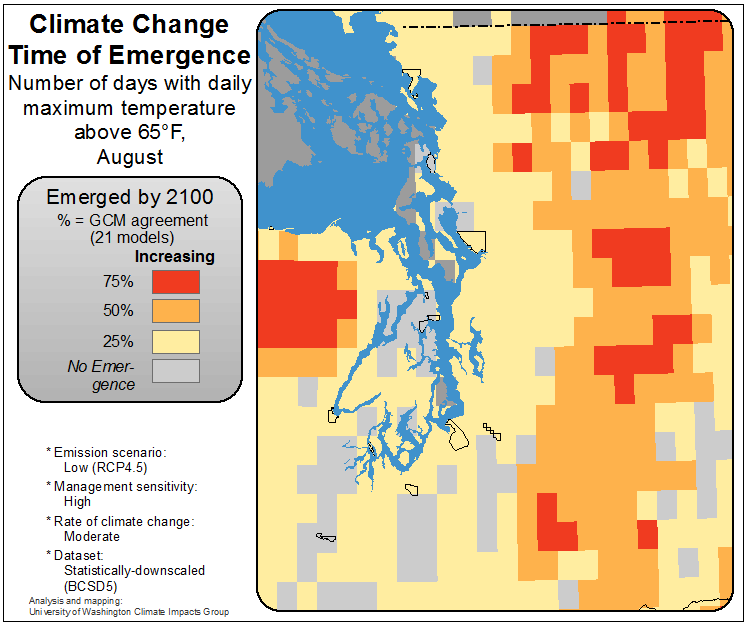 Climate Change
Time of Emergence
Number of days with daily
maximum temperature
above 65°F,
August
Emerged by 2100
% = GCM agreement
(21 models)
Increasing
75%
50%
25%
No Emer-
gence
* Emission scenario:
Low (RCP4.5)
* Management sensitivity:
High
* Rate of climate change:
Moderate
* Dataset:
Statistically-downscaled
(BCSD5)
Analysis and mapping:
University of Washington Climate Impacts Group